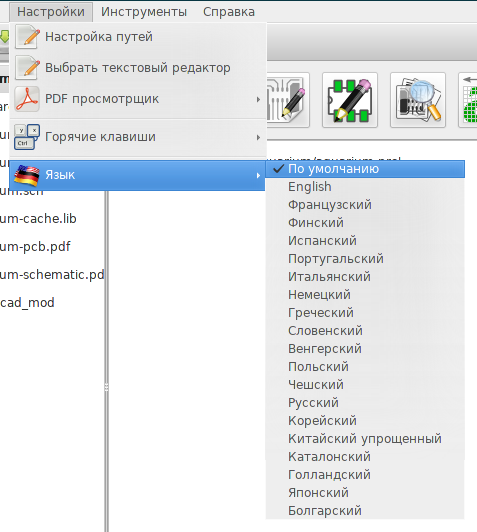 Настройки Инструменты Справка
Настройка путей
Выбрать текстовый редактор
PDF просмотрщик
Горячие клавиши
Язык
По умолчанию
English
Французский
Финский
Испанский
Португальский
Итальянский
Немецкий
Греческий
Словенский
Венгерский
Польский
Чешский
Русский
Корейский
Китайский упрощенный
Каталонский
Голландский
Японский
Болгарский
um.sch
um-cache.lib
um-pcb.pdf
um-schematic.pd
cad_mod